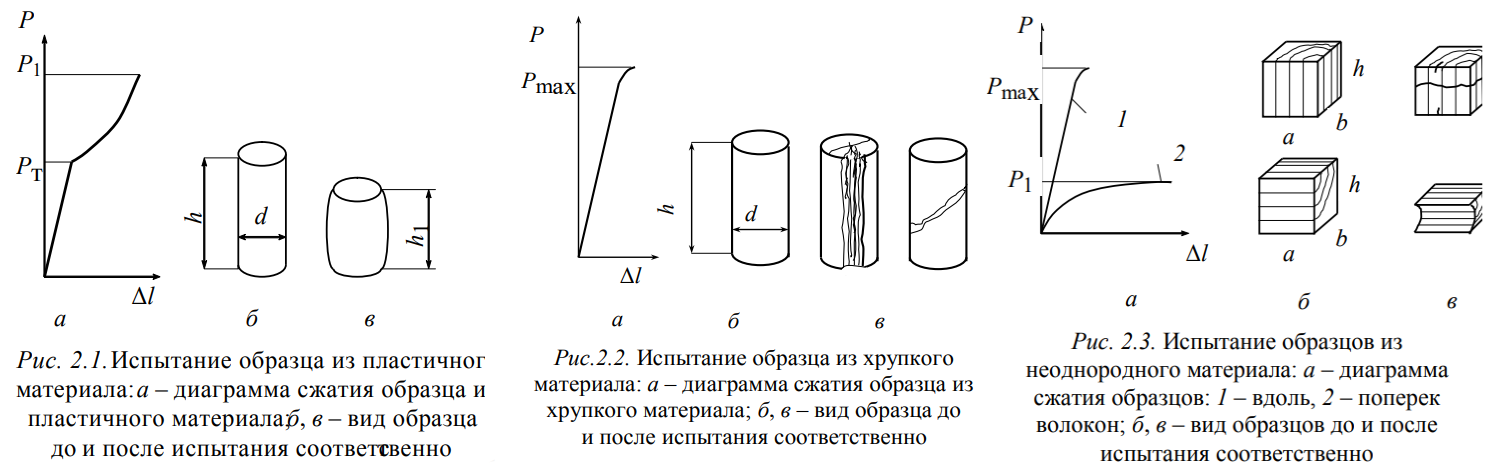 P
P1
PТ
h
d
h1
Δl
а
б
в
Рис. 2.1. Испытание образца из пластичног
материала: а – диаграмма сжатия образца и
пластичного материала; б, в – вид образца
до и после испытания соответственно
P
Pmax
h
d
Δl
а
б
в
Рис.2.2. Испытание образца из хрупкого
материала: а – диаграмма сжатия образца из
хрупкого материала; б, в – вид образца до
и после испытания соответственно
P
Pmax
1
2
P1
Δl
h
b
a
h
b
a
а
б
в
Рис. 2.3. Испытание образцов из
неоднородного материала: а – диаграмма
сжатия образцов: 1 – вдоль, 2 – поперек
волокон; б, в – вид образцов до и после
испытания соответственно